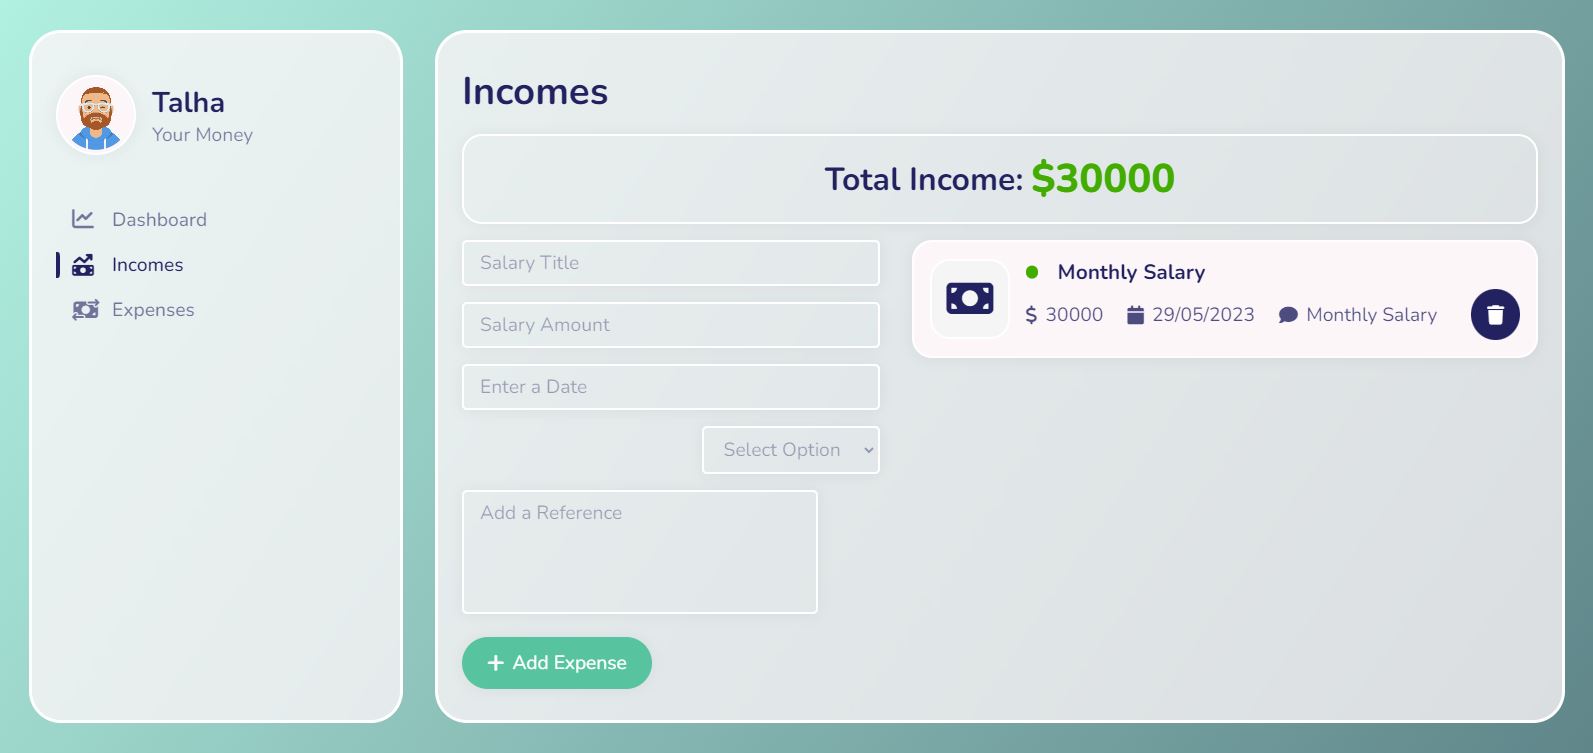 Talha
Your Money
Dashboard
Incomes
Expenses
Incomes
Total Income: $30000
Salary Title
Salary Amount
Enter a Date
Select Option
Add a Reference
+ Add Expense
Monthly Salary
$ 30000 29/05/2023 Monthly Salary